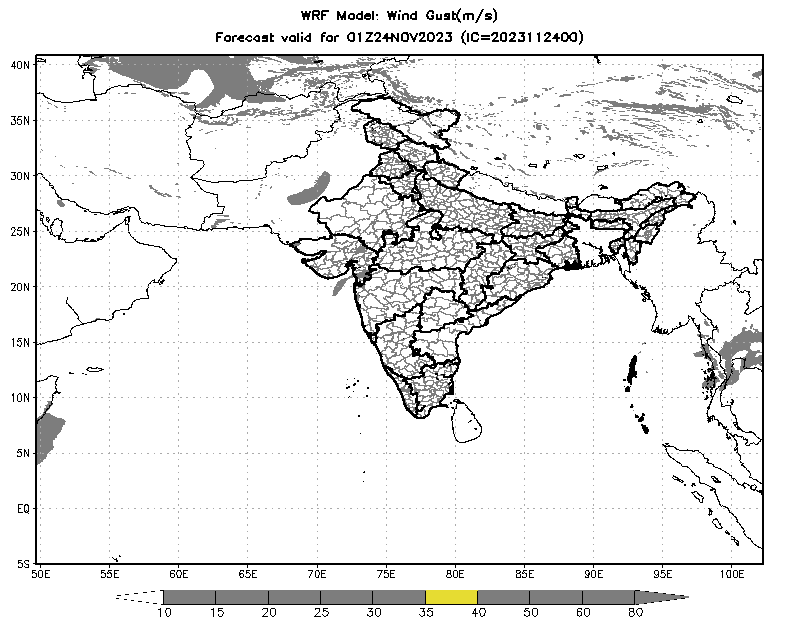 WRF Model: Wind Gust(m/s)
Forecast valid for 01Z24NOV2023 (IC=2023112400)
40N
35N
30N
25N
20N
15N
10N
5N
EQ
5S
50E 55E 60E 65E 70E 75E 80E 85E 90E 95E 100E
10 15 20 25 30 35 40 50 60 80